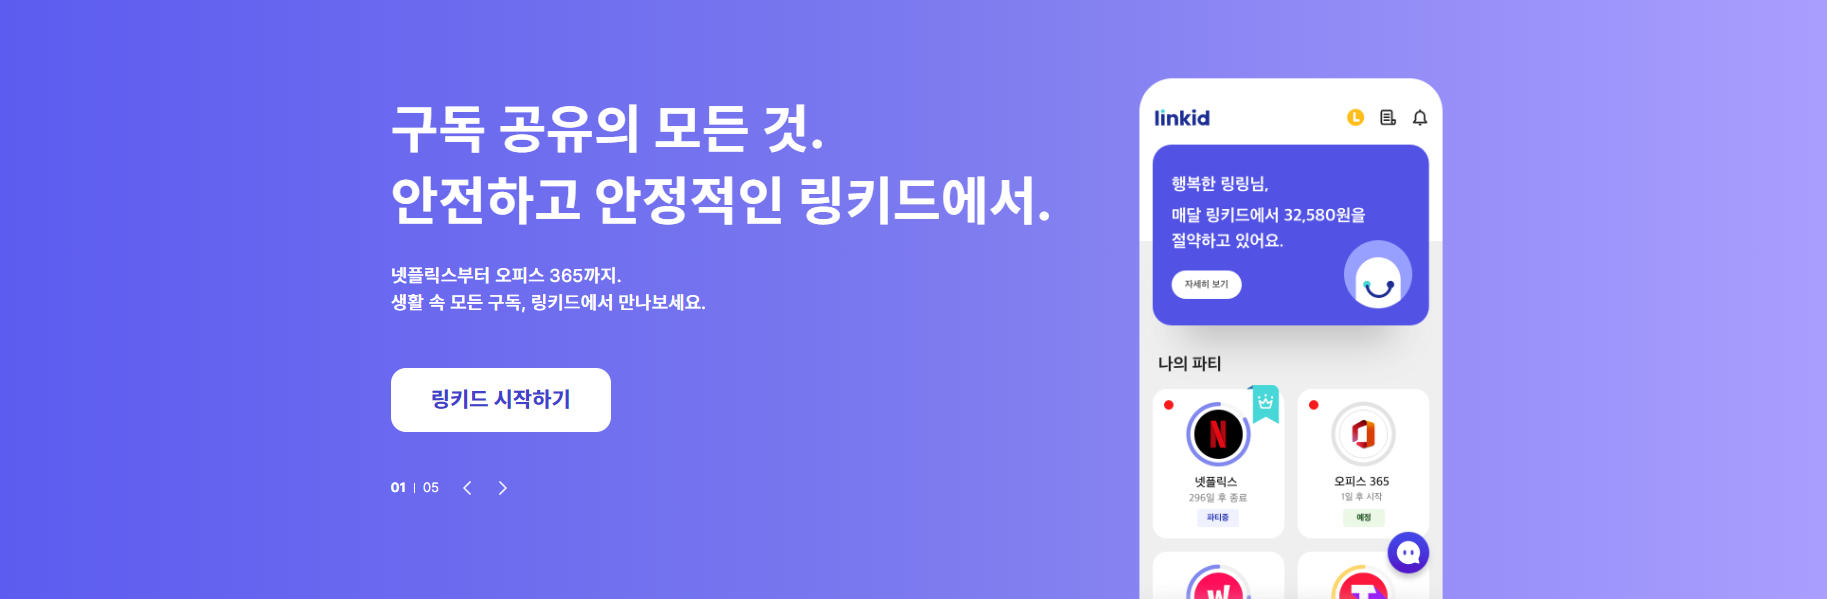 구독 공유의 모든 것.
안전하고 안정적인 링키드에서.
넷플릭스부터 오피스 365까지.
생활 속 모든 구독, 링키드에서 만나보세요.
링키드 시작하기
01 | 05
linkid
L
행복한 링링님,
매달 링키드에서 32,580원을
절약하고 있어요.
자세히 보기
나의 파티
N
넷플릭스
296일 후 종료
파티중
오피스 365
1일 후 시작
예정
W
T